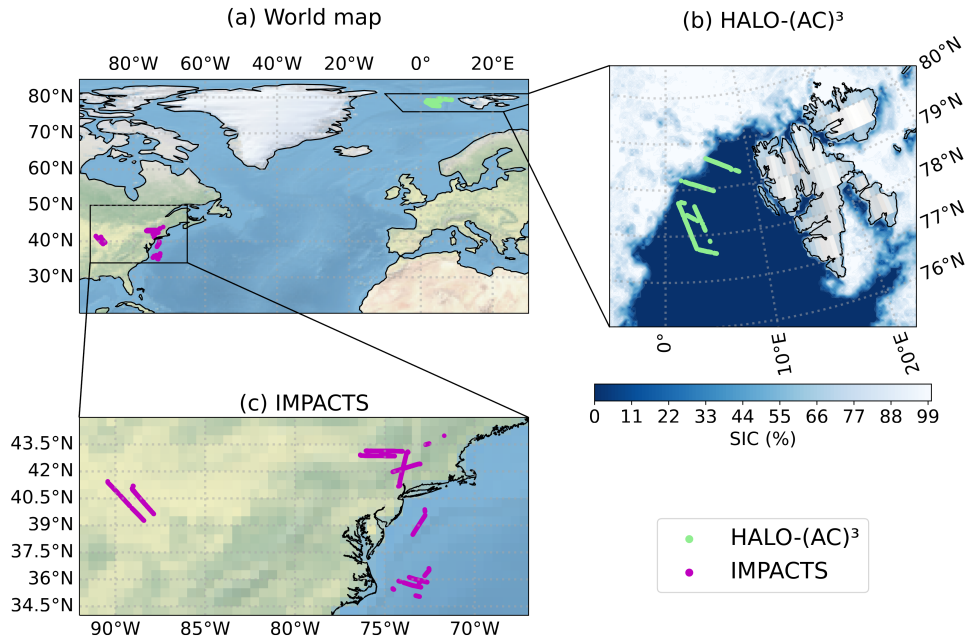 (a) World map
(b) HALO-(AC)³
80°W 60°W 40°W 20°W 0° 20°E
80°N
70°N
60°N
50°N
40°N
30°N
80°N
79°N
78°N
77°N
76°N
0° 10°E 20°E
0 11 22 33 44 55 66 77 88 99
SIC (%)
(c) IMPACTS
43.5°N
42°N
40.5°N
39°N
37.5°N
36°N
34.5°N
90°W 85°W 80°W 75°W 70°W
HALO-(AC)³
IMPACTS